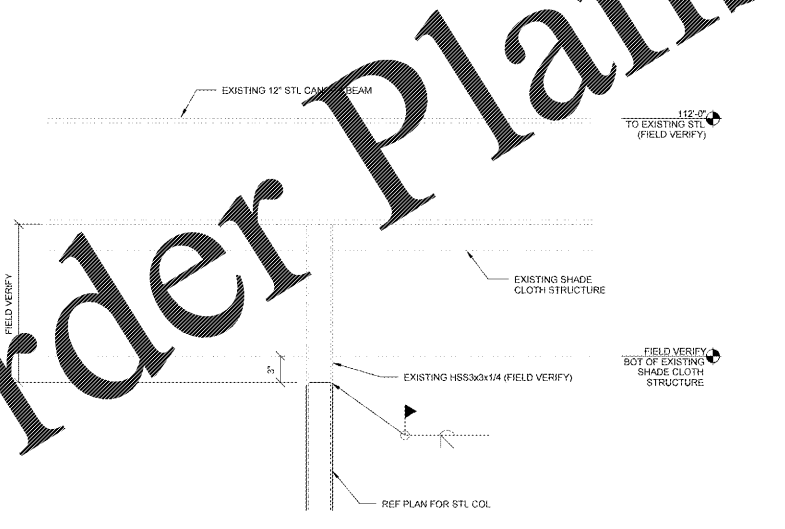 EXISTING 12" STL BEAM
112'-0"
TO EXISTING STL
(FIELD VERIFY)
rder Plan
FIELD VERIFY
EXISTING SHADE
CLOTH STRUCTURE
FIELD VERIFY
BOT OF EXISTING
SHADE CLOTH
STRUCTURE
3"
EXISTING HSS3x3x1/4 (FIELD VERIFY)
REF PLAN FOR STL COL